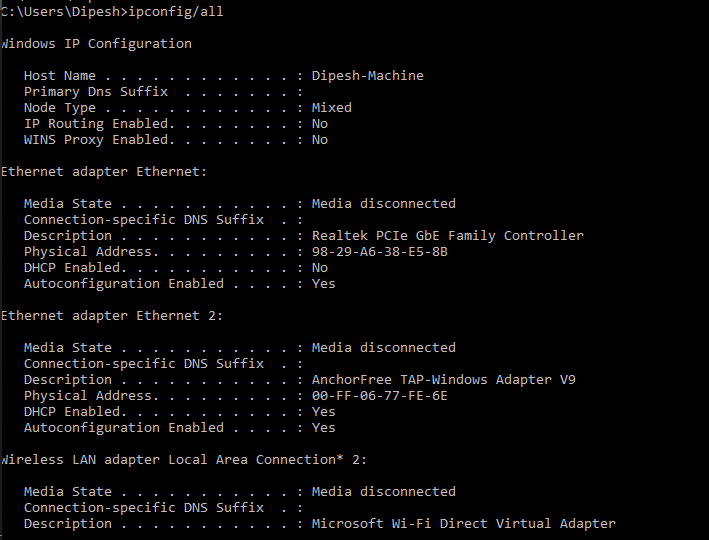 C:\Users\Dipesh>ipconfig/all
Windows IP Configuration
Host Name . . . . . . . . . . . . : Dipesh-Machine
Primary Dns Suffix  . . . . . . . :
Node Type . . . . . . . . . . . . : Mixed
IP Routing Enabled. . . . . . . . : No
WINS Proxy Enabled. . . . . . . . : No
Ethernet adapter Ethernet:
Media State . . . . . . . . . . . : Media disconnected
Connection-specific DNS Suffix  . :
Description . . . . . . . . . . . : Realtek PCIe GbE Family Controller
Physical Address. . . . . . . . . : 98-29-A6-38-E5-8B
DHCP Enabled. . . . . . . . . . . : No
Autoconfiguration Enabled . . . . : Yes
Ethernet adapter Ethernet 2:
Media State . . . . . . . . . . . : Media disconnected
Connection-specific DNS Suffix  . :
Description . . . . . . . . . . . : AnchorFree TAP-Windows Adapter V9
Physical Address. . . . . . . . . : 00-FF-06-77-FE-6E
DHCP Enabled. . . . . . . . . . . : Yes
Autoconfiguration Enabled . . . . : Yes
Wireless LAN adapter Local Area Connection* 2:
Media State . . . . . . . . . . . : Media disconnected
Connection-specific DNS Suffix  . :
Description . . . . . . . . . . . : Microsoft Wi-Fi Direct Virtual Adapter